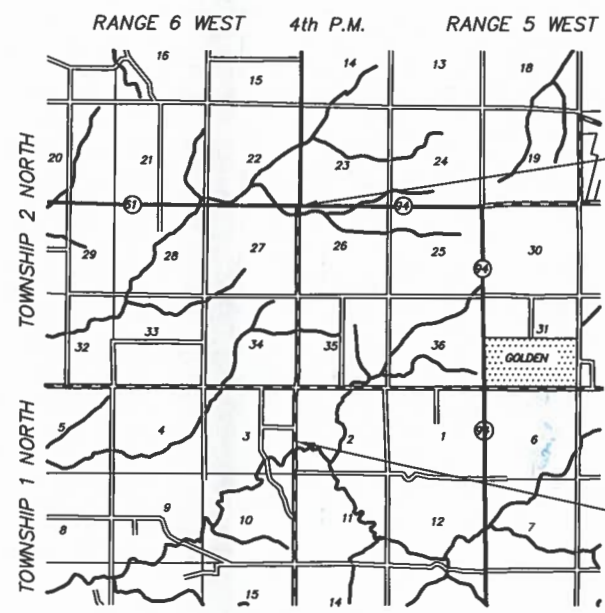 RANGE 6 WEST 4th P.M. RANGE 5 WEST
TOWNSHIP 2 NORTH
TOWNSHIP 1 NORTH
16 15 14 13 18
20 21 22 23 24 19
61 94
29 28 27 26 25 30
94
32 33 34 35 36 31
GOLDEN
5 4 3 2 1 6
8 9 10 11 12 7
15 14